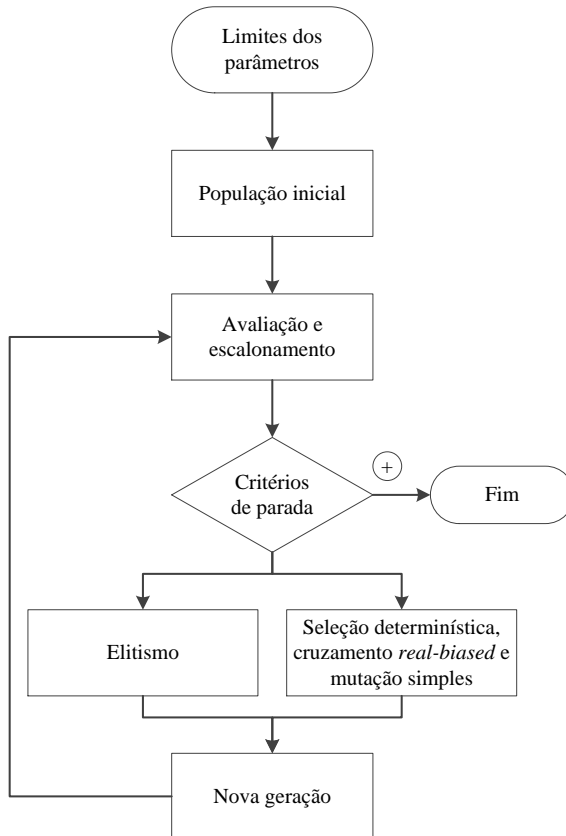 Limites dos
parâmetros
População inicial
Avaliação e
escalonamento
Critérios
de parada
+
Fim
Elitismo
Seleção determinística,
cruzamento real-biased e
mutação simples
Nova geração